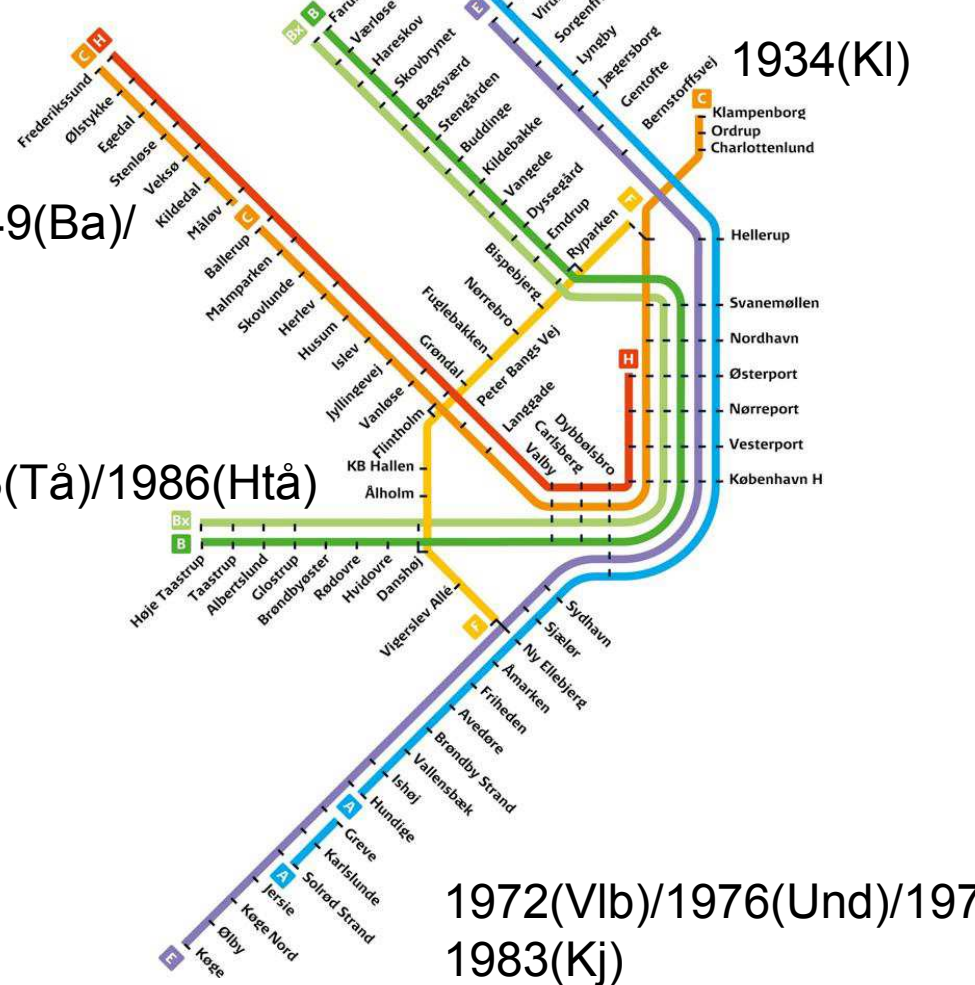 Bx
B
Værløse
Hareskov
Skovbrynet
Bagsværd
Stengården
Buddinge
Kildebakke
Vangede
Dyssegård
Emdrup
Ryparken
E
Lyngby
Jægersborg
Gentofte
Bernstorffsvej
1934(Kl)
C
Klampenborg
Ordrup
Charlottenlund
C
H
Frederikssund
Ølstykke
Egedal
Stenløse
Veksø
Kildedal
Måløv
49(Ba)/
C
Ballerup
Malmparken
Skovlunde
Herlev
Husum
Islev
Jyllingevej
Vanløse
Flintholm
F
Bispebjerg
Nørrebro
Fuglebakken
Grøndal
Peter Bangs Vej
Langgade
Valby
Carlsberg
Dybbølsbro
KB Hallen
Ålholm
Hellerup
Svanemøllen
Nordhavn
H
Østerport
Nørreport
Vesterport
København H
(Tå)/1986(Htå)
Bx
B
Høje Taastrup
Taastrup
Albertslund
Glostrup
Brøndbyøster
Rødovre
Hvidovre
Danshøj
Vigerslev Allé
F
Sydhavn
Sjælør
Ny Ellebjerg
Åmarken
Friheden
Avedøre
Brøndby Strand
Vallensbæk
Ishøj
Hundige
A
Greve
Karlslunde
Solrød Strand
A
Jersie
Køge Nord
Ølby
Køge
E
1972(Vlb)/1976(Und)/197
1983(Kj)